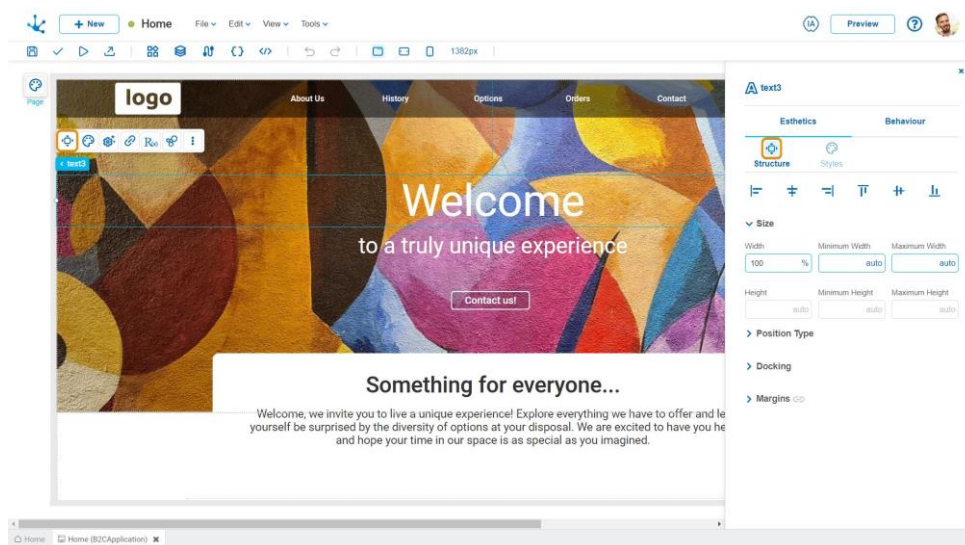 + New
Home
File
Edit
View
Tools
IA
Preview
?
1382px
Page
logo
About Us
History
Options
Orders
Contact
< text3
Welcome
to a truly unique experience
Contact us!
Something for everyone...
Welcome, we invite you to live a unique experience! Explore everything we have to offer and le
yourself be surprised by the diversity of options at your disposal. We are excited to have you he
and hope your time in our space is as special as you imagined.
text3
Esthetics
Behaviour
Structure
Styles
Size
Width
Minimum Width
Maximum Width
100 %
auto
auto
Height
Minimum Height
Maximum Height
auto
auto
auto
Position Type
Docking
Margins
Home
Home (B2CApplication)